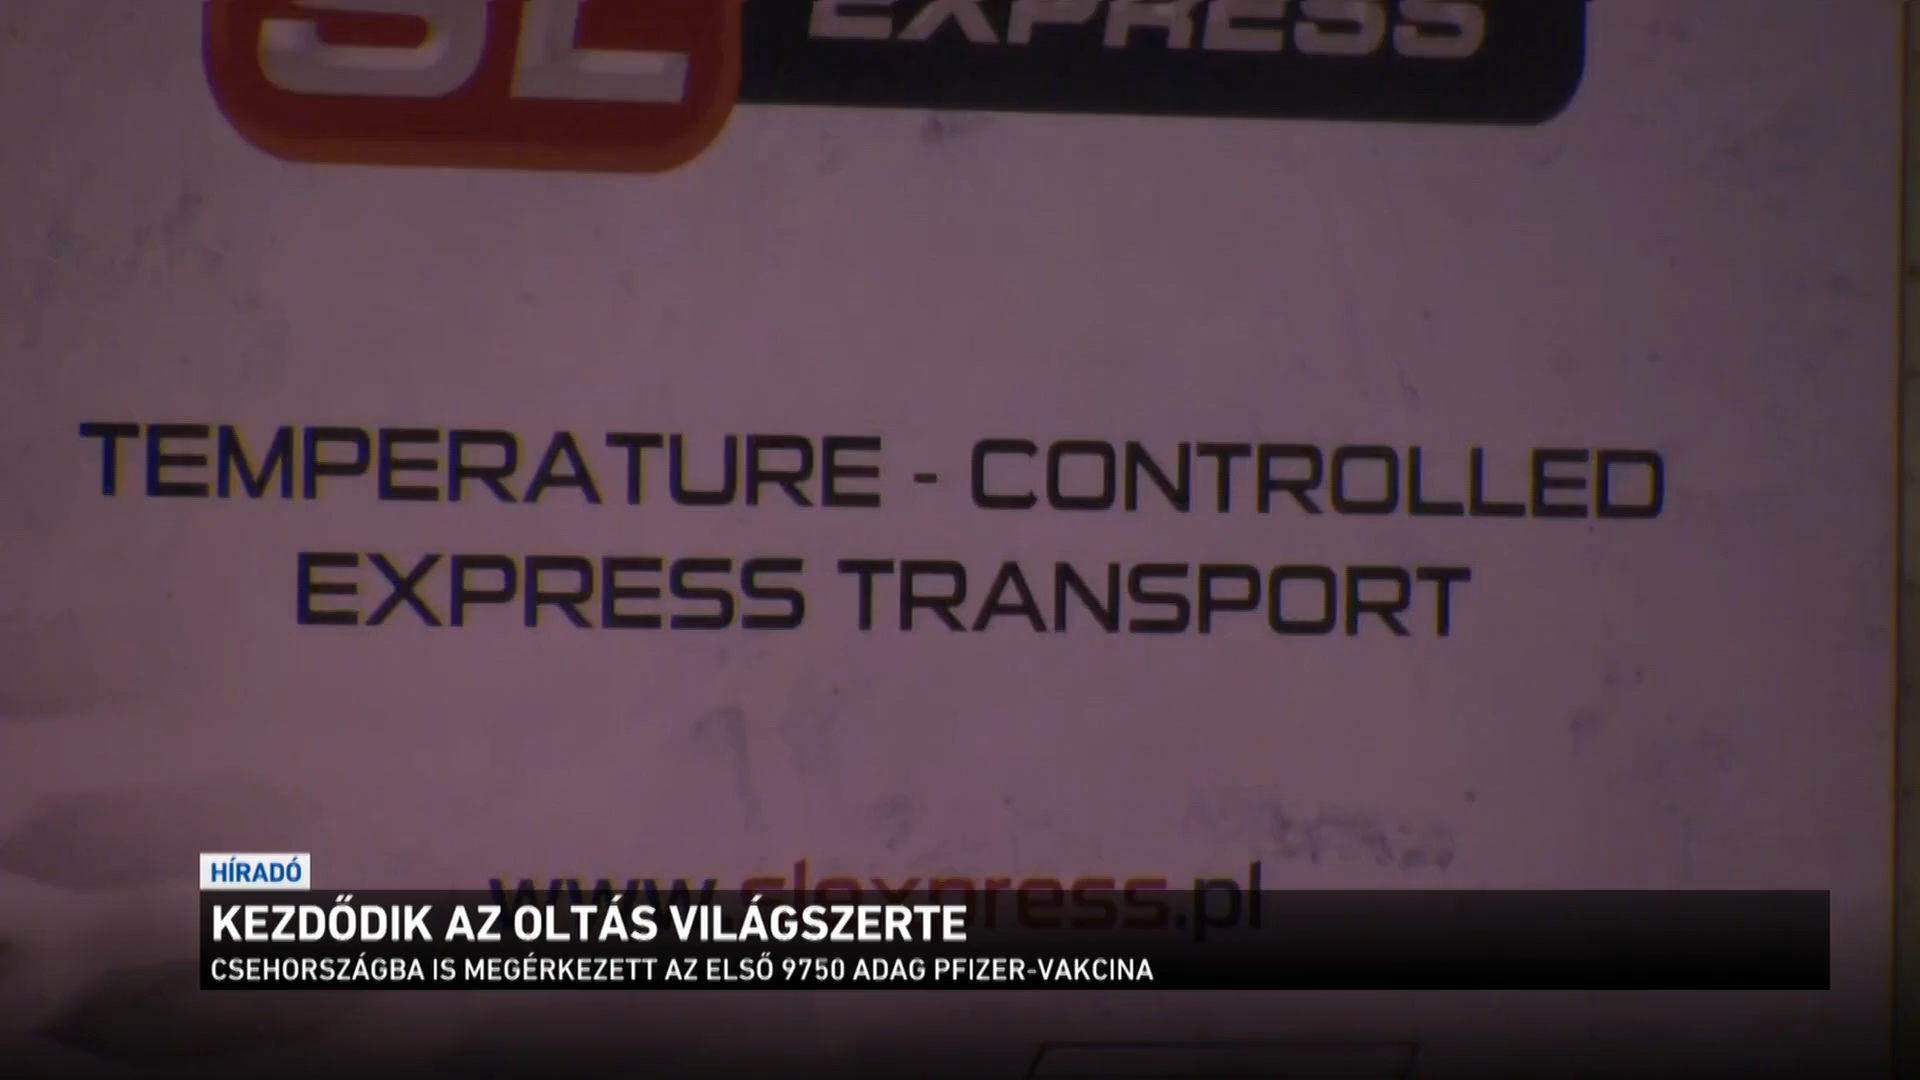 SL EXPRESS
TEMPERATURE - CONTROLLED
EXPRESS TRANSPORT
www.slexpress.pl
HÍRADÓ
KEZDŐDIK AZ OLTÁS VILÁGSZERTE
CSEHORSZÁGBA IS MEGÉRKEZETT AZ ELSŐ 9750 ADAG PFIZER-VAKCINA